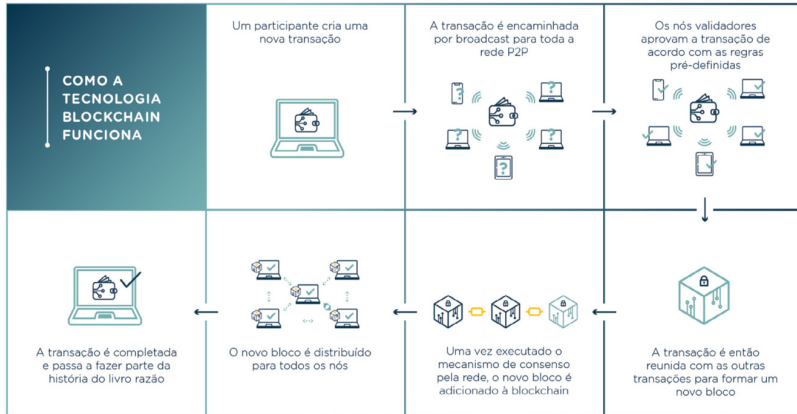 COMO A
TECNOLOGIA
BLOCKCHAIN
FUNCIONA
Um participante cria uma
nova transação
A transação é encaminhada
por broadcast para toda a
rede P2P
Os nós validadores
aprovam a transação de
acordo com as regras
pré-definidas
A transação é então
reunida com as outras
transações para formar um
novo bloco
Uma vez executado o
mecanismo de consenso
pela rede, o novo bloco é
adicionado à blockchain
O novo bloco é distribuído
para todos os nós
A transação é completada
e passa a fazer parte da
história do livro razão